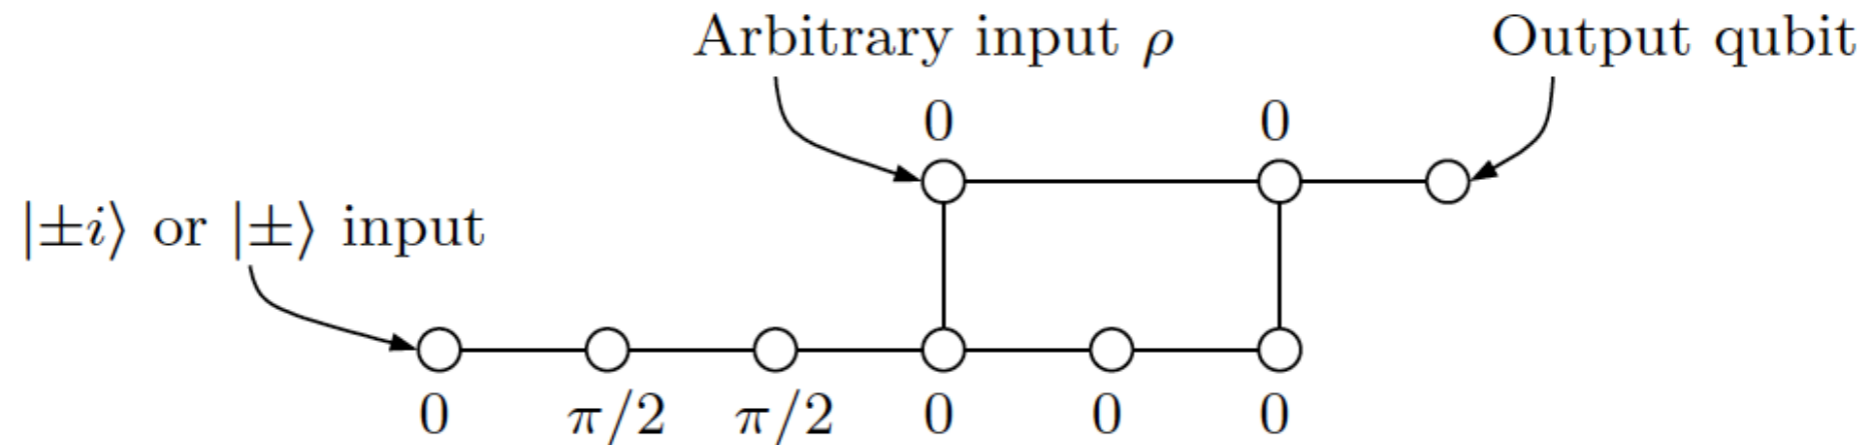 Arbitrary input ρ
Output qubit
0 0
|±i⟩ or |±⟩ input
0 π/2 π/2 0 0 0